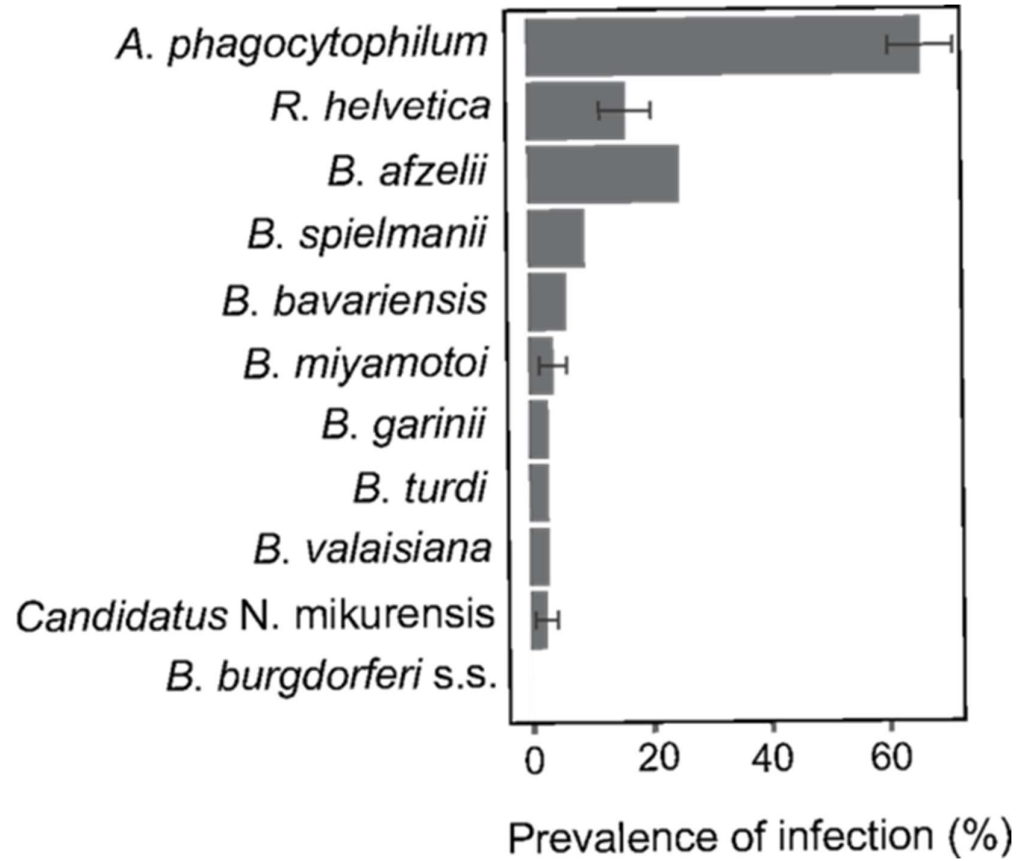 A. phagocytophilum
R. helvetica
B. afzelii
B. spielmanii
B. bavariensis
B. miyamotoi
B. garinii
B. turdi
B. valaisiana
Candidatus N. mikurensis
B. burgdorferi s.s.
0 20 40 60
Prevalence of infection (%)